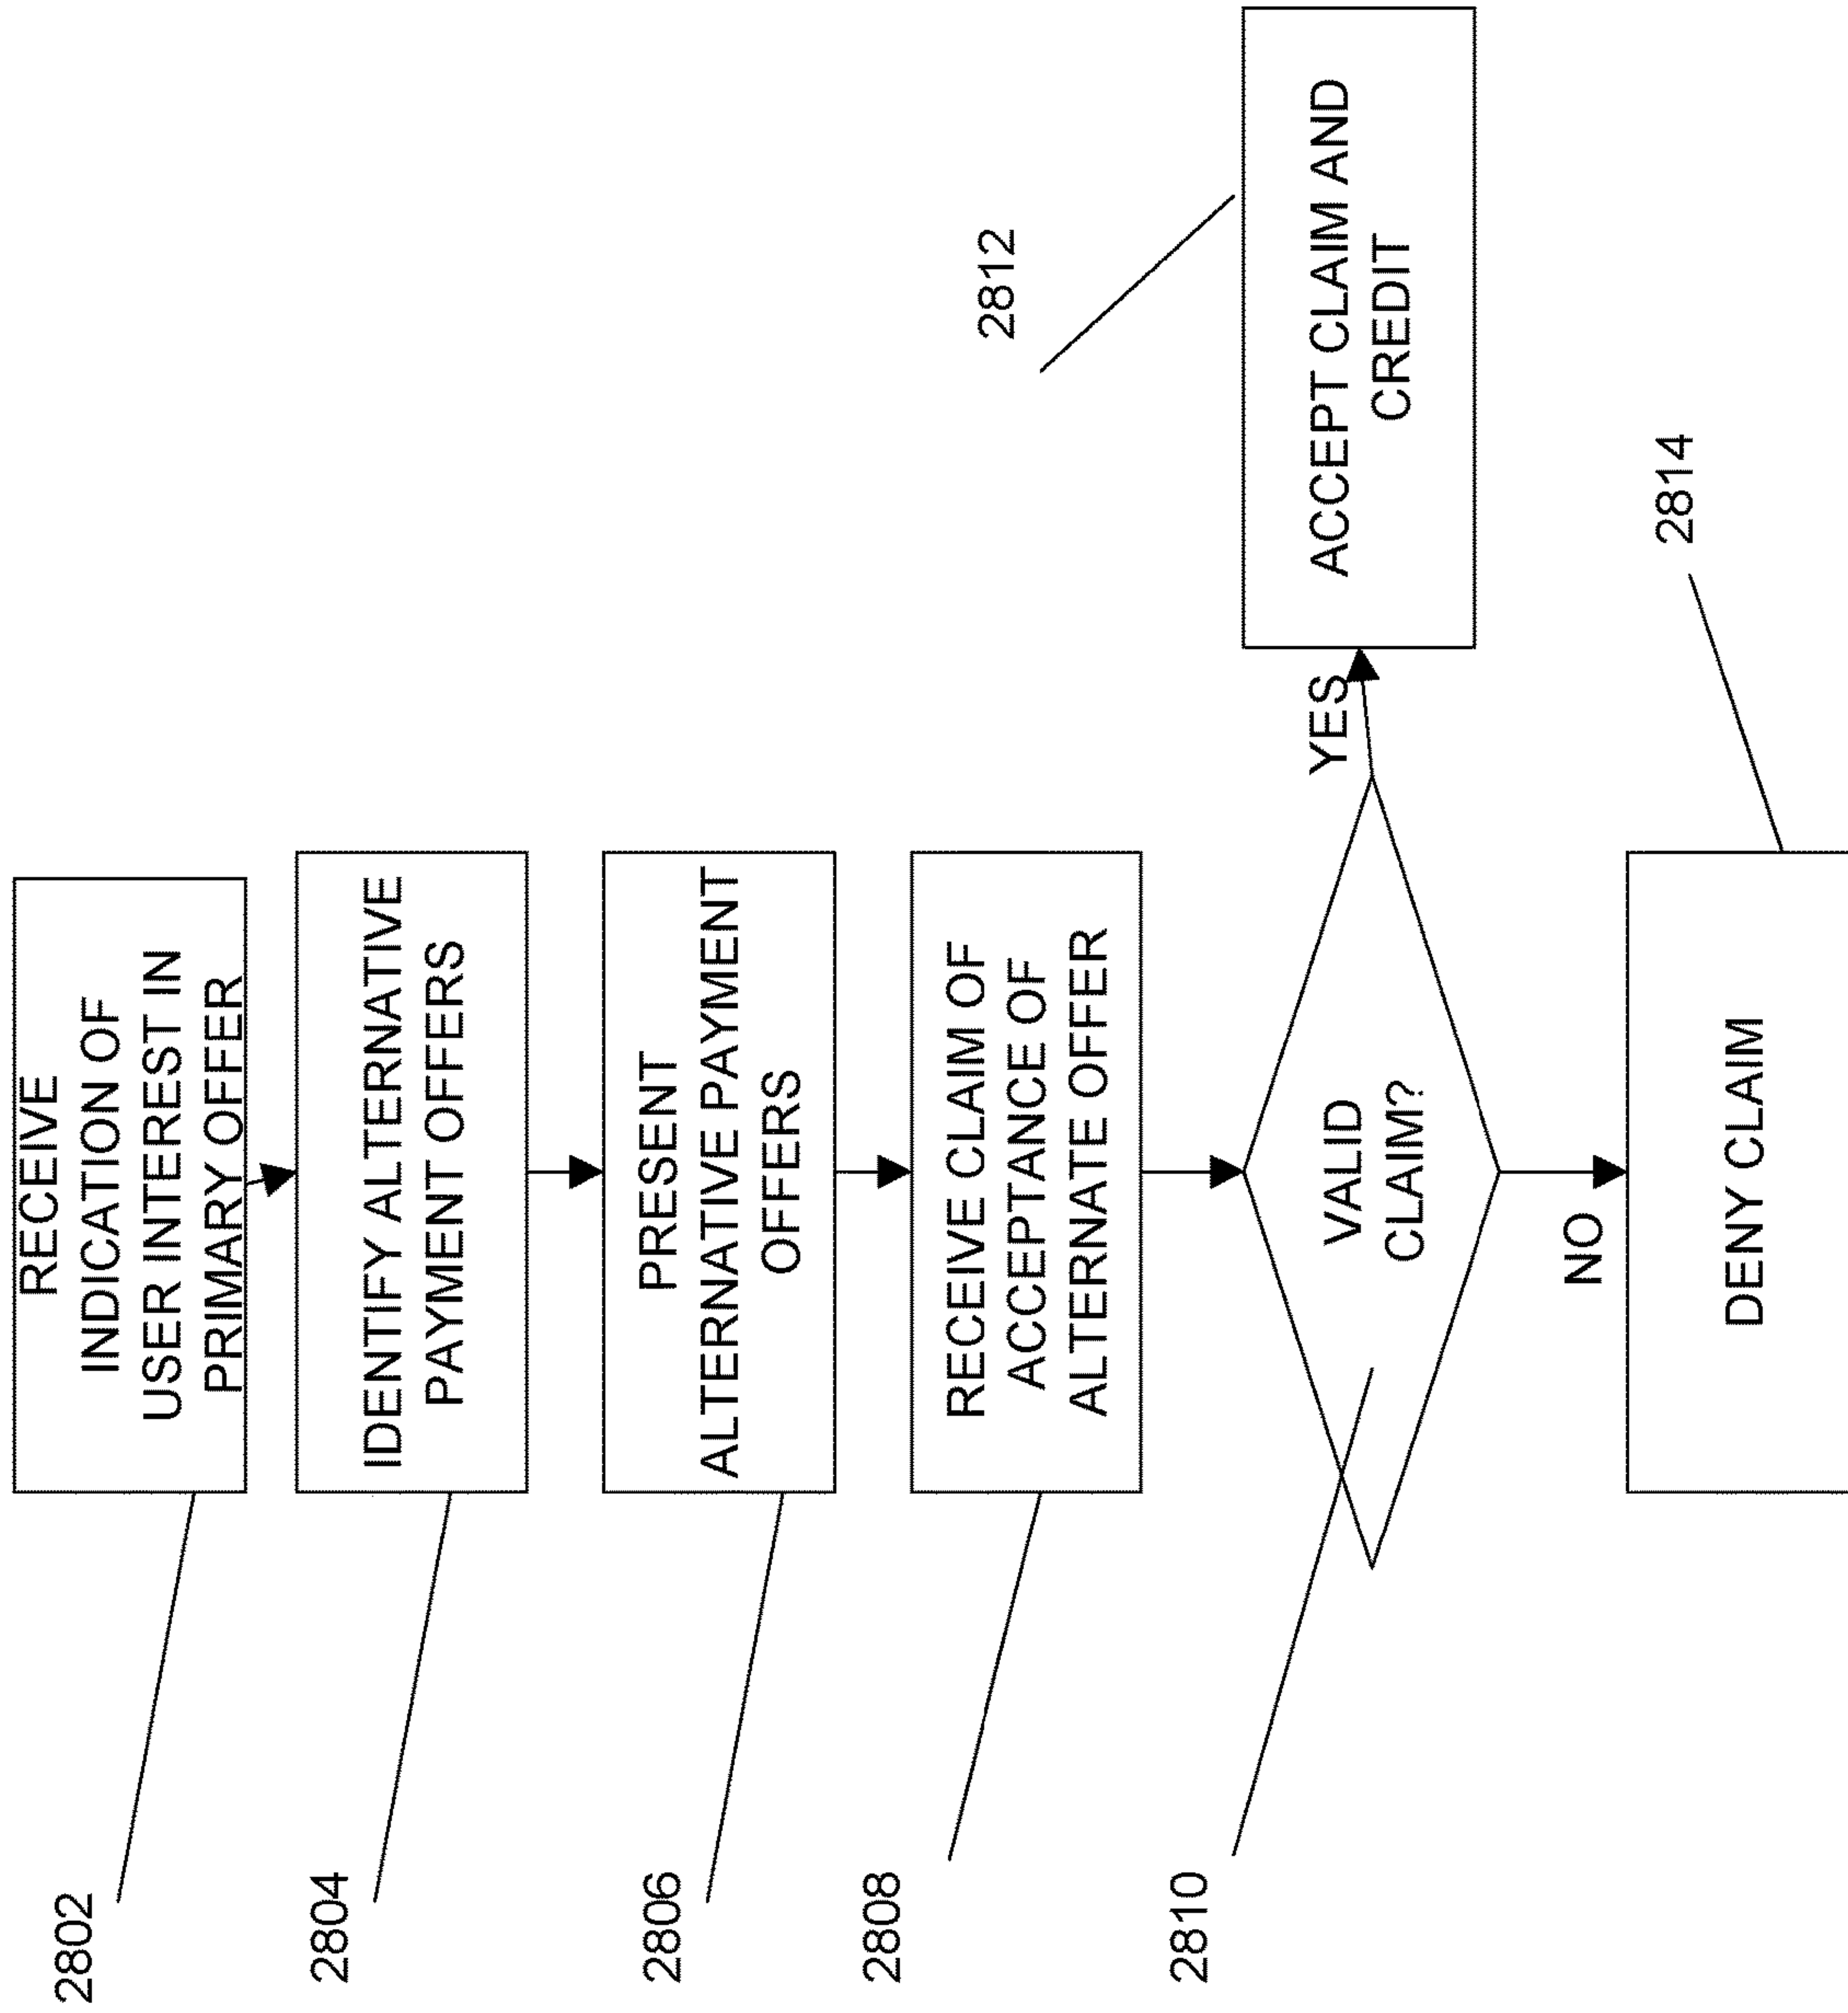 2802
RECEIVE
INDICATION OF
USER INTEREST IN
PRIMARY OFFER
2804
IDENTIFY ALTERNATIVE
PAYMENT OFFERS
2806
PRESENT
ALTERNATIVE PAYMENT
OFFERS
2808
RECEIVE CLAIM OF
ACCEPTANCE OF
ALTERNATE OFFER
2810
VALID
CLAIM?
YES
2812
ACCEPT CLAIM AND
CREDIT
NO
2814
DENY CLAIM